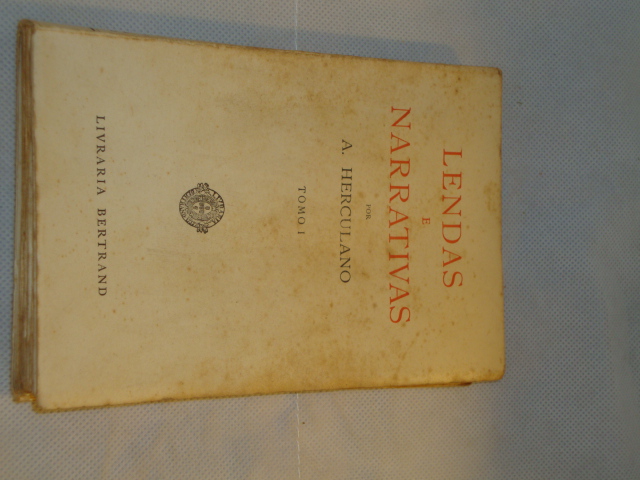 LENDAS
E
NARRATIVAS
POR
A. HERCULANO
TOMO I
LIVRARIA BERTRAND